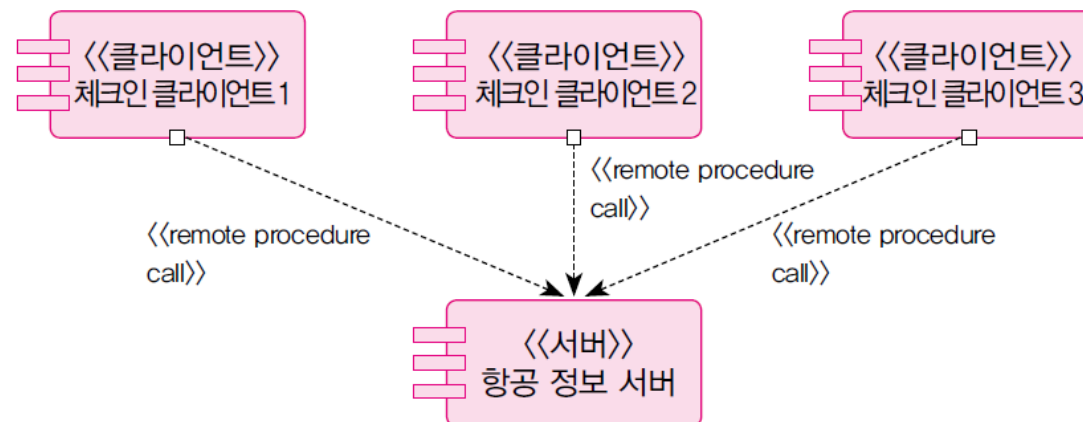 〈〈클라이언트〉〉
체크인 클라이언트1
〈〈클라이언트〉〉
체크인 클라이언트2
〈〈클라이언트〉〉
체크인 클라이언트3
〈〈remote procedure
call〉〉
〈〈remote procedure
call〉〉
〈〈remote procedure
call〉〉
〈〈서버〉〉
항공 정보 서버